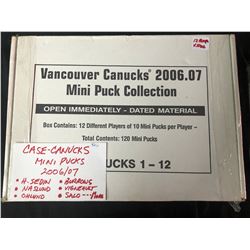 Vancouver Canucks® 2006.07
Mini Puck Collection
OPEN IMMEDIATELY - DATED MATERIAL
Box Contains: 12 Different Players of 10 Mini Pucks per Player –
Total Contents: 120 Mini Pucks
UCKS 1 – 12
CASE-CANUCKS
MINI PUCKS
2006/07
• H-SEDIN
• NASLUND
• OHLUND
• BURROWS
• VIGNEAULT
• SALO